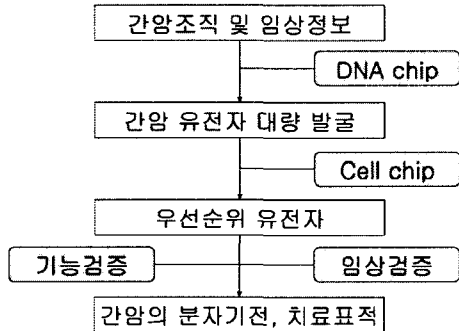 간암조직 및 임상정보
DNA chip
간암 유전자 대량 발굴
Cell chip
우선순위 유전자
기능검증
임상검증
간암의 분자기전, 치료표적